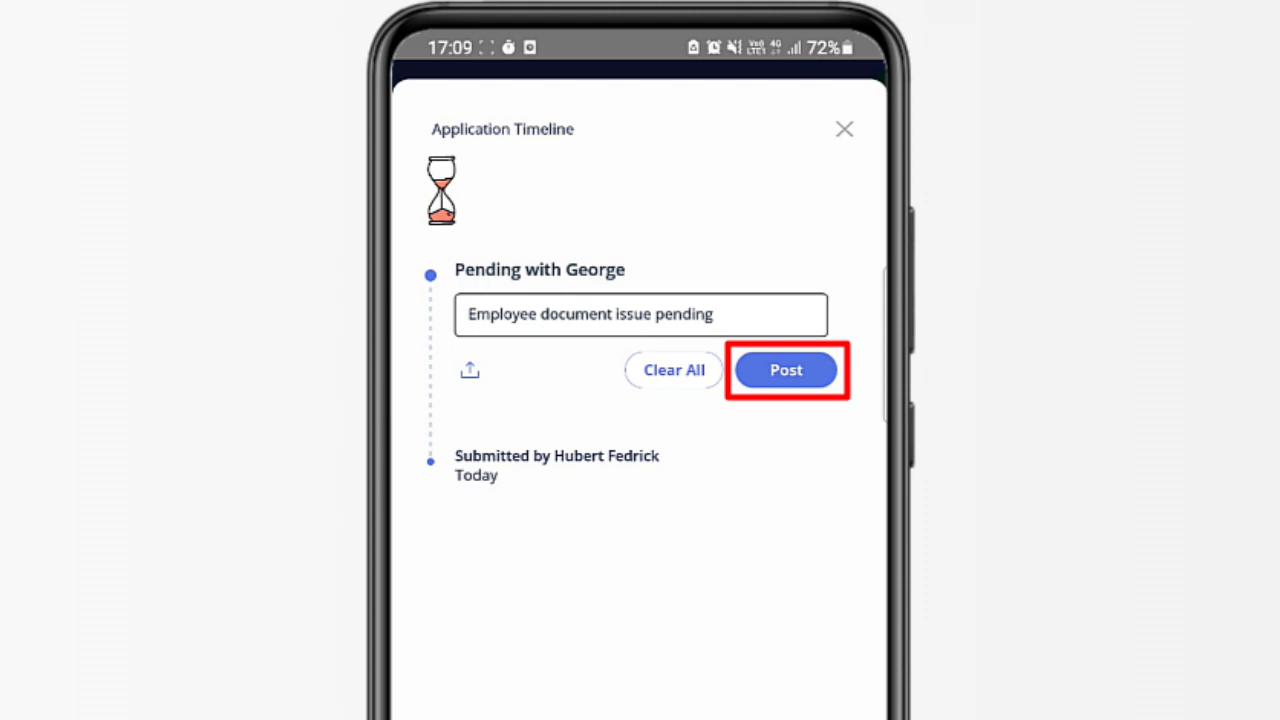 17:09 72%
Application Timeline
Pending with George
Employee document issue pending
Clear All Post
Submitted by Hubert Fedrick
Today